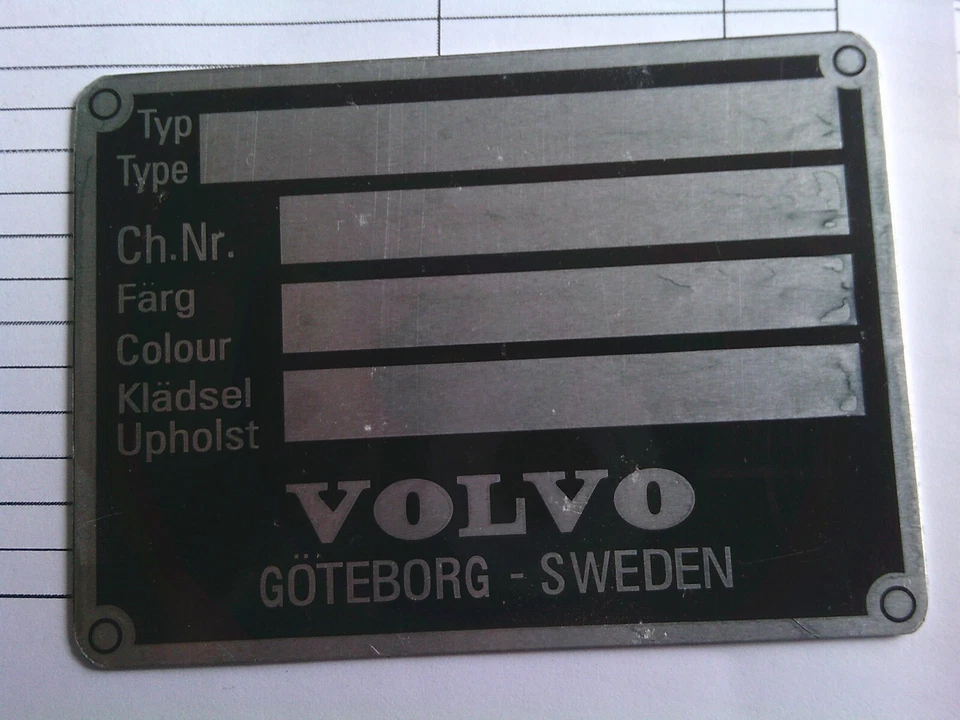 Typ
Type
Ch.Nr.
Färg
Colour
Klädsel
Upholst
VOLVO
GÖTEBORG - SWEDEN